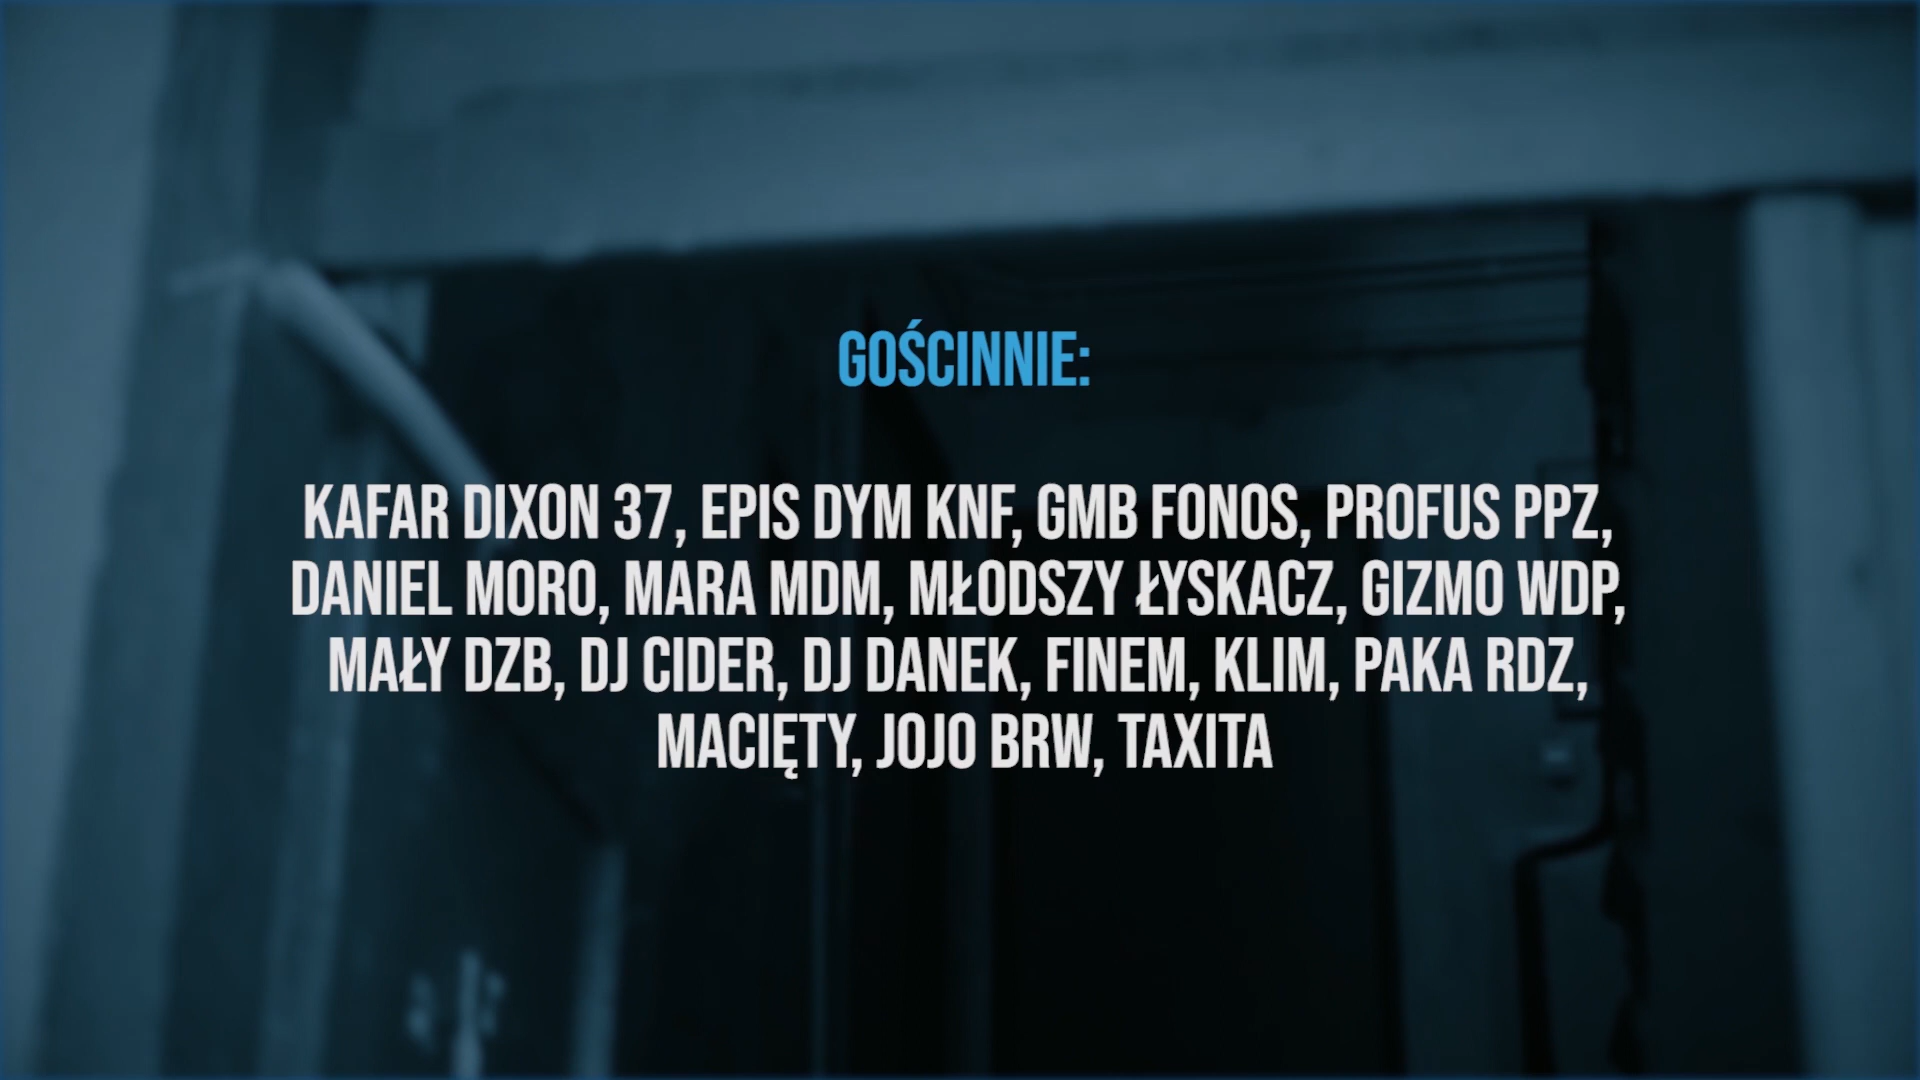 GOŚCINNIE:
KAFAR DIXON 37, EPIS DYM KNF, GMB FONOS, PROFUS PPZ,
DANIEL MORO, MARA MDM, MŁODSZY ŁYSKACZ, GIZMO WDP,
MAŁY DZB, DJ CIDER, DJ DANEK, FINEM, KLIM, PAKA RDZ,
MACIĘTY, JOJO BRW, TAXITA